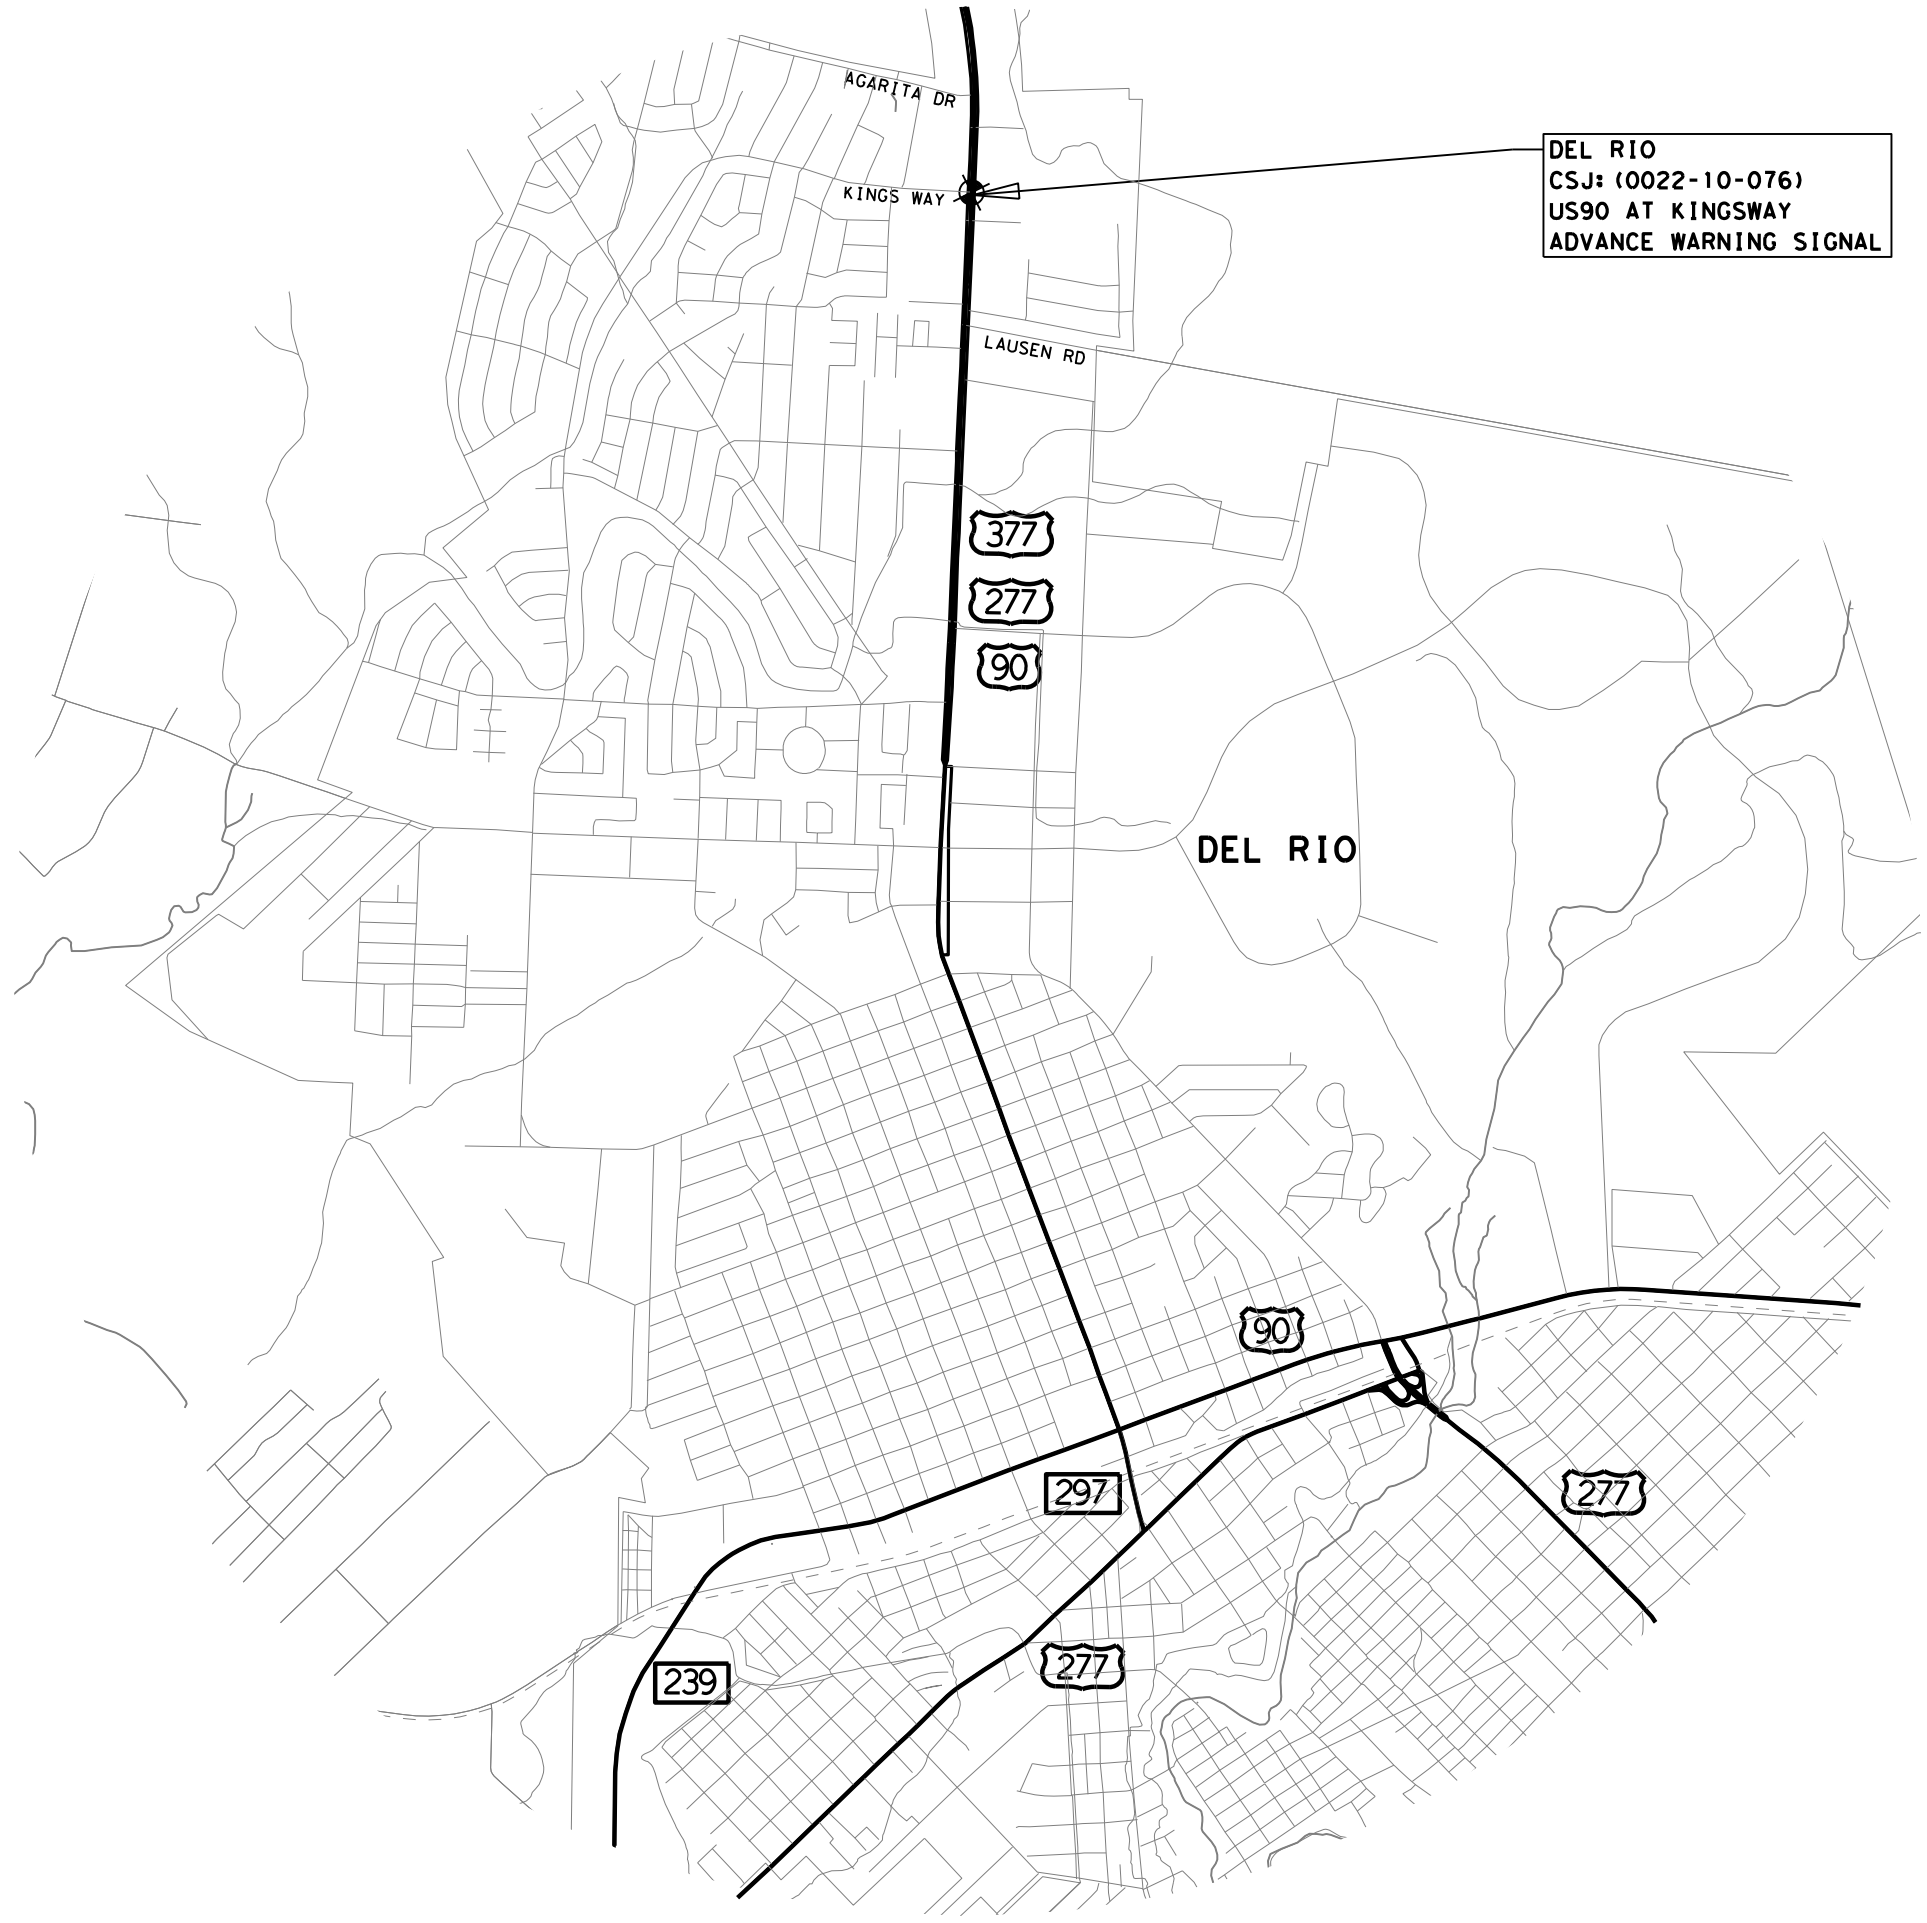 AGARITA DR
DEL RIO
CSJ: (0022-10-076)
US90 AT KINGSWAY
ADVANCE WARNING SIGNAL
KINGS WAY
LAUSEN RD
377
277
90
DEL RIO
90
297
277
277
239